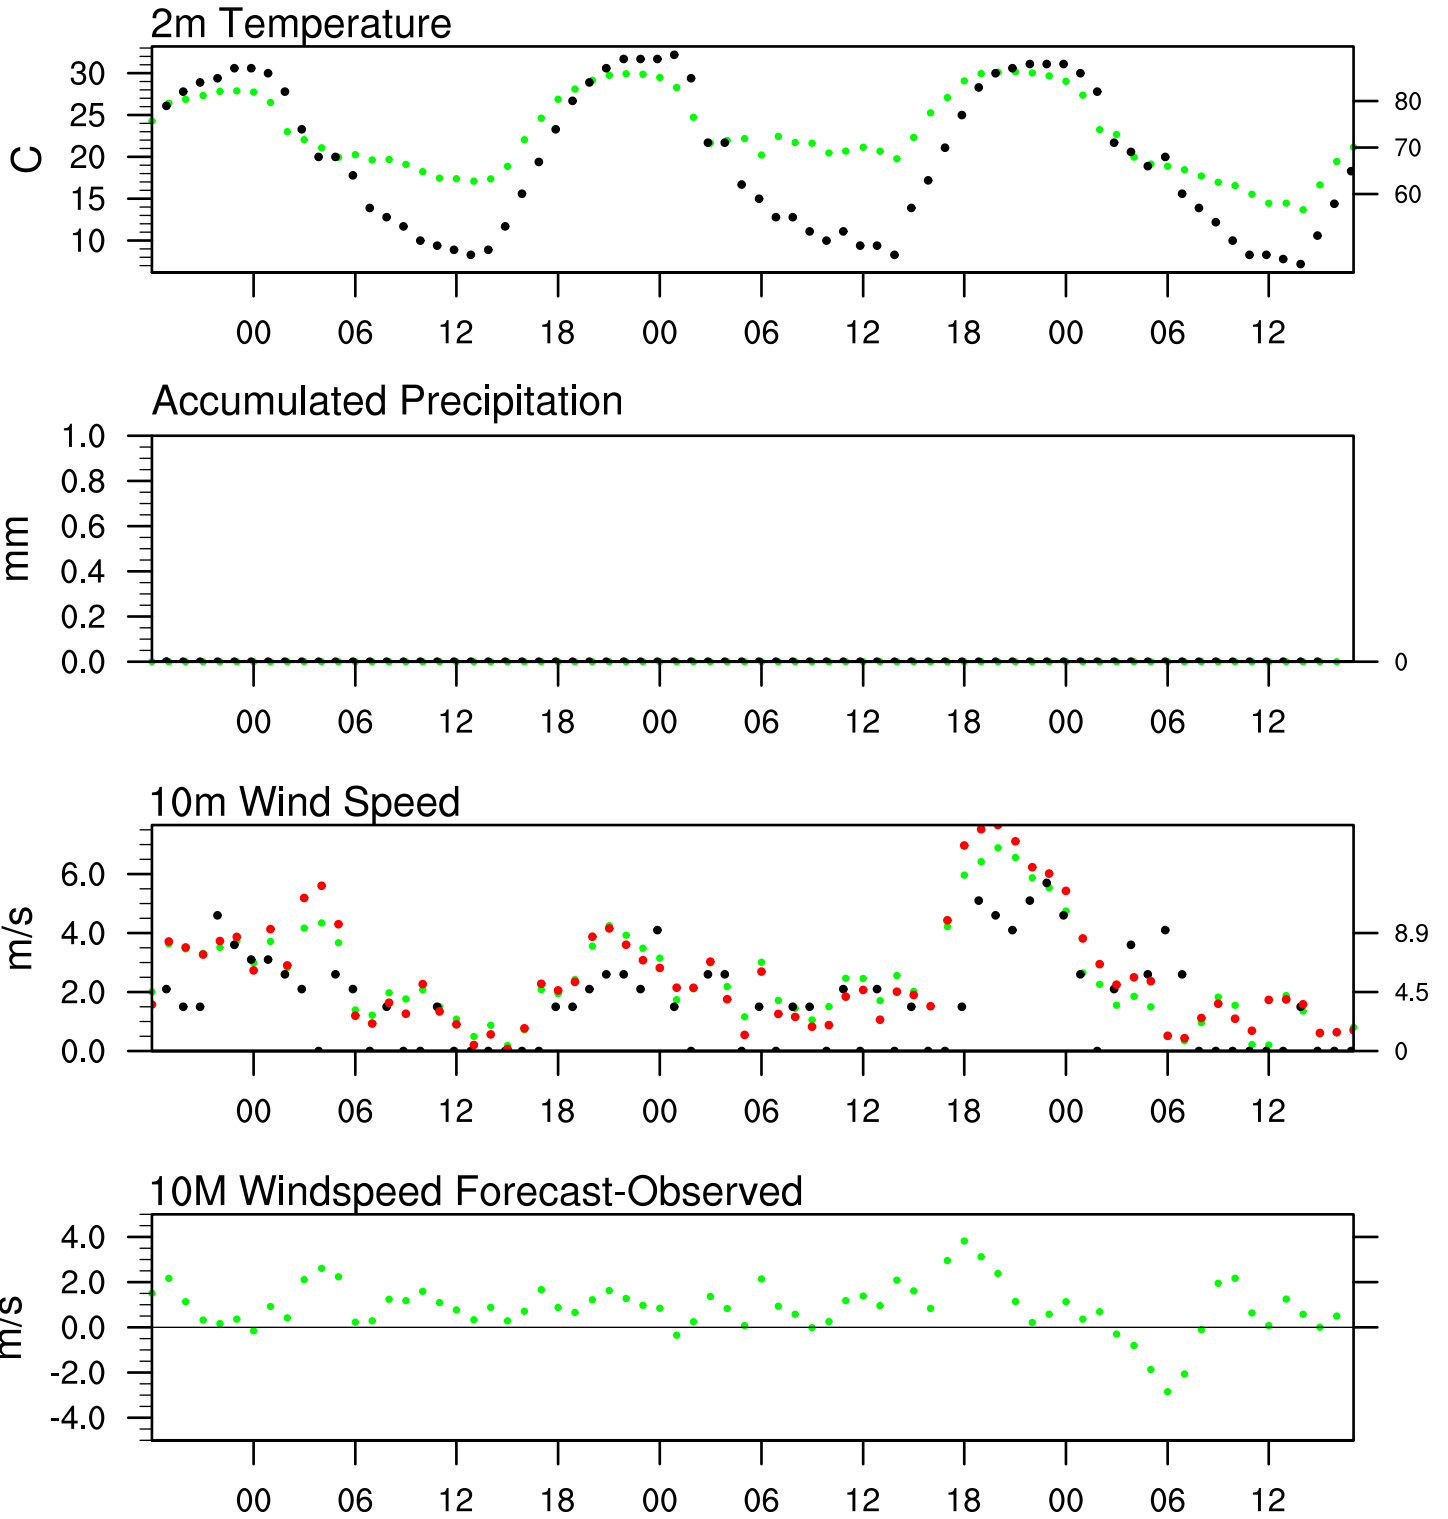 2m Temperature
30
25
20
15
10
C
80
70
60
00 06 12 18 00 06 12 18 00 06 12
Accumulated Precipitation
1.0
0.8
0.6
0.4
0.2
0.0
mm
0
00 06 12 18 00 06 12 18 00 06 12
10m Wind Speed
6.0
4.0
2.0
0.0
m/s
8.9
4.5
0
00 06 12 18 00 06 12 18 00 06 12
10M Windspeed Forecast-Observed
4.0
2.0
0.0
-2.0
-4.0
m/s
00 06 12 18 00 06 12 18 00 06 12